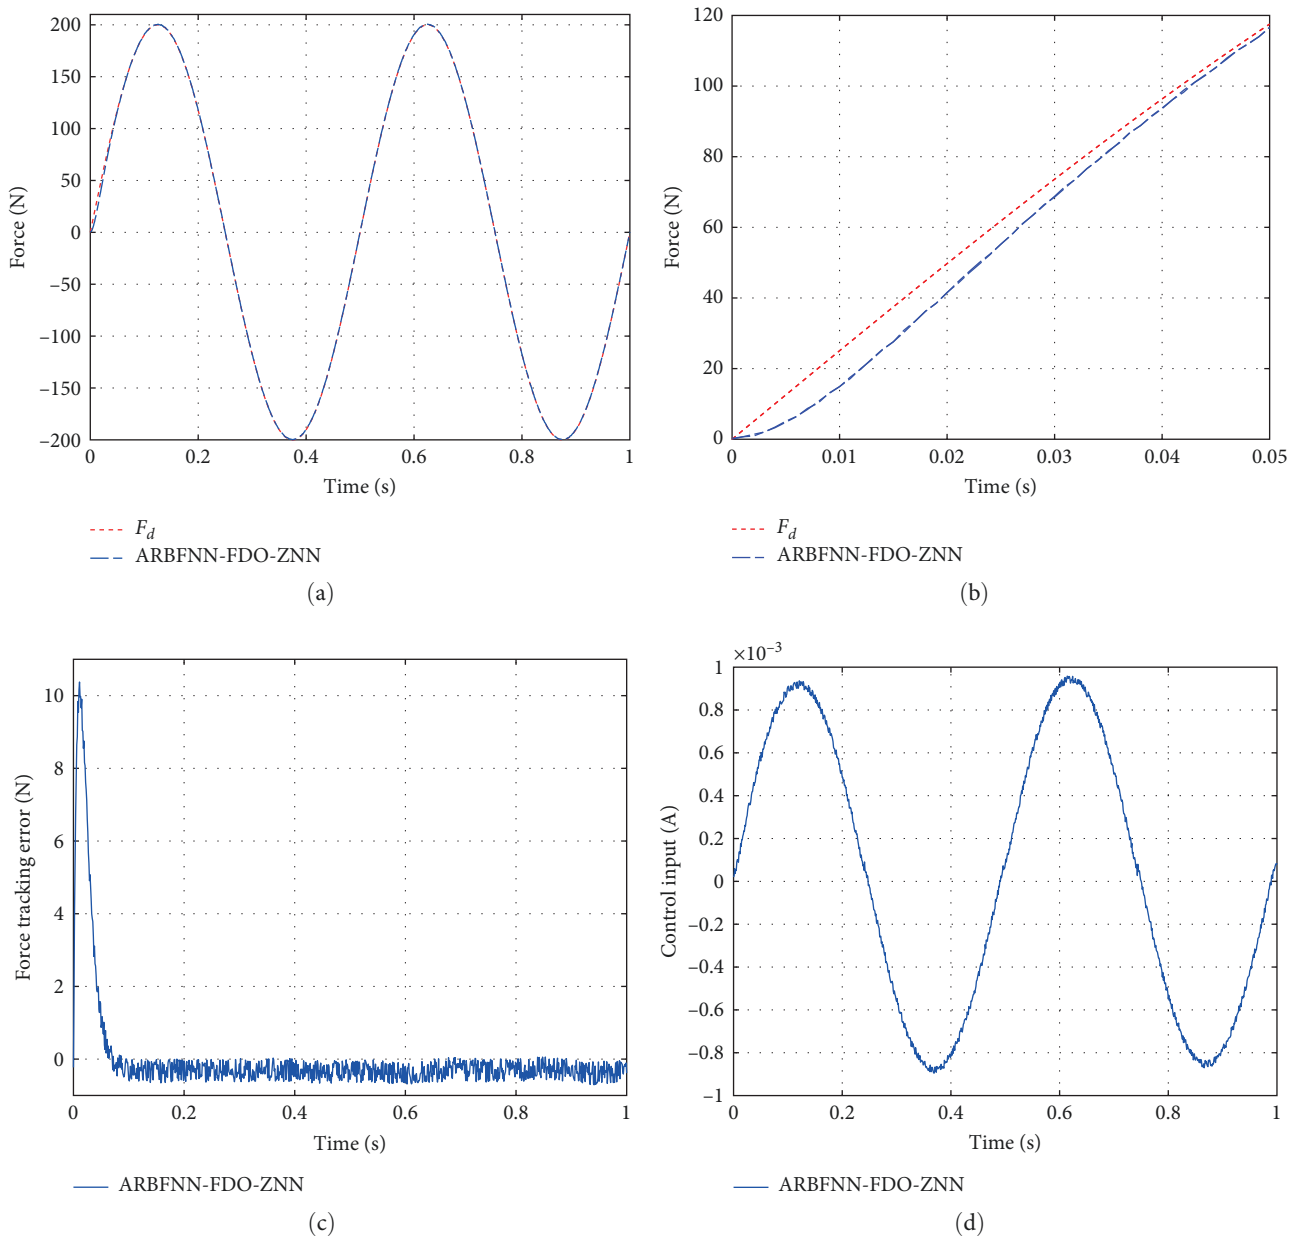 200
150
100
50
0
−50
−100
−150
−200
Force (N)
0 0.2 0.4 0.6 0.8 1
Time (s)
F_d
ARBFNN-FDO-ZNN
(a)
120
100
80
60
40
20
0
Force (N)
0 0.01 0.02 0.03 0.04 0.05
Time (s)
F_d
ARBFNN-FDO-ZNN
(b)
10
8
6
4
2
0
Force tracking error (N)
0 0.2 0.4 0.6 0.8 1
Time (s)
ARBFNN-FDO-ZNN
(c)
×10⁻³
1
0.8
0.6
0.4
0.2
0
−0.2
−0.4
−0.6
−0.8
−1
Control input (A)
0 0.2 0.4 0.6 0.8 1
Time (s)
ARBFNN-FDO-ZNN
(d)